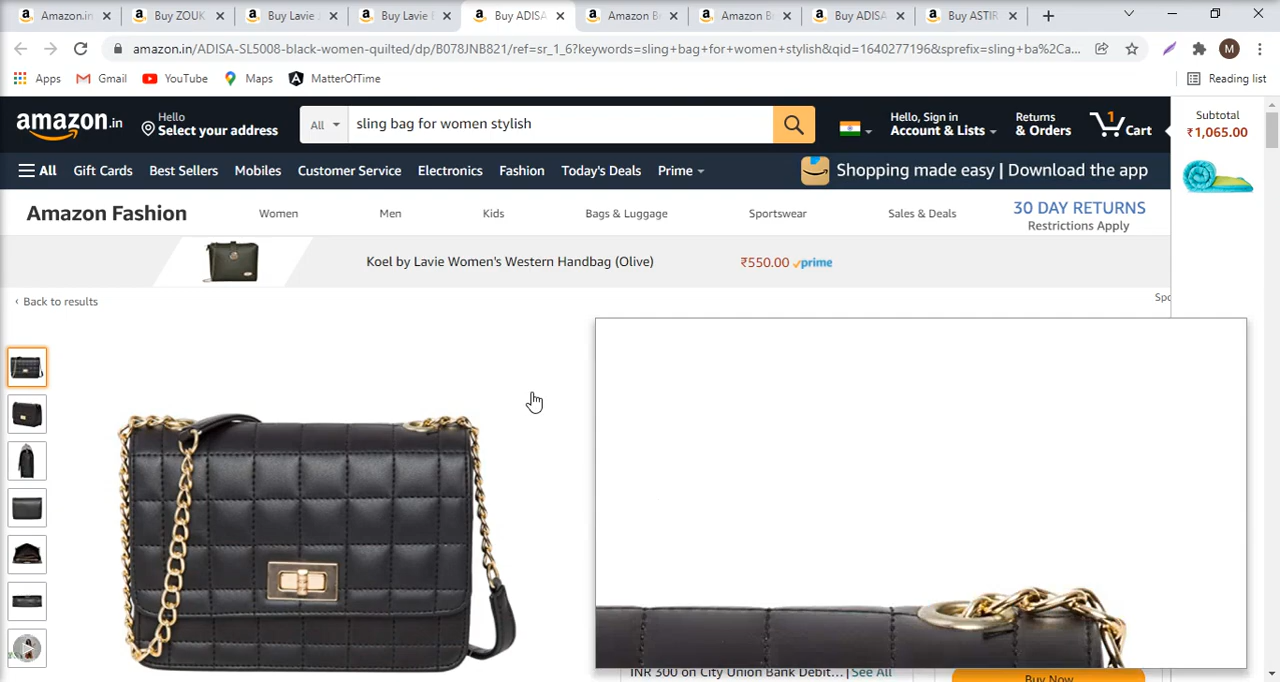 Amazon.in
Buy ZOUK
Buy Lavie
Buy Lavie
Buy ADISA
Amazon Br
Amazon Br
Buy ADISA
Buy ASTIR
amazon.in/ADISA-SL5008-black-women-quilted/dp/B078JNB821/ref=sr_1_6?keywords=sling+bag+for+women+stylish&qid=1640277196&sprefix=sling+ba%2Ca...
M
Apps
Gmail
YouTube
Maps
MatterOfTime
Reading list
amazon.in
Hello
Select your address
All
sling bag for women stylish
Hello, Sign in
Account & Lists
Returns
& Orders
1
Cart
Subtotal
₹1,065.00
All
Gift Cards
Best Sellers
Mobiles
Customer Service
Electronics
Fashion
Today's Deals
Prime
Shopping made easy | Download the app
Amazon Fashion
Women
Men
Kids
Bags & Luggage
Sportswear
Sales & Deals
30 DAY RETURNS
Restrictions Apply
Koel by Lavie Women's Western Handbag (Olive)
₹550.00 prime
‹ Back to results
Spo
INR 300 on City Union Bank Debit... | See All
Buy Now